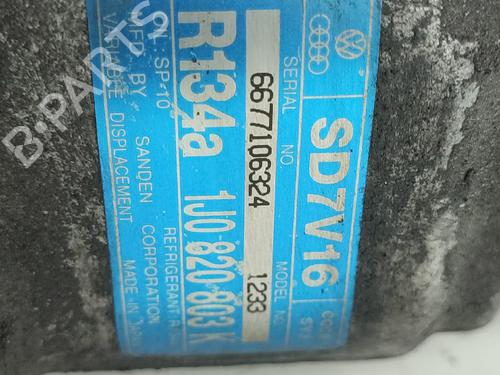 SD7V16
SERIAL NO. MODEL NO.
6677106324 1233
R134a 1J0 820 803 K
SP-10 REFRIGERANT R
MFD BY SANDEN CORPORATION
VARIABLE DISPLACEMENT MADE IN
B-PARTS